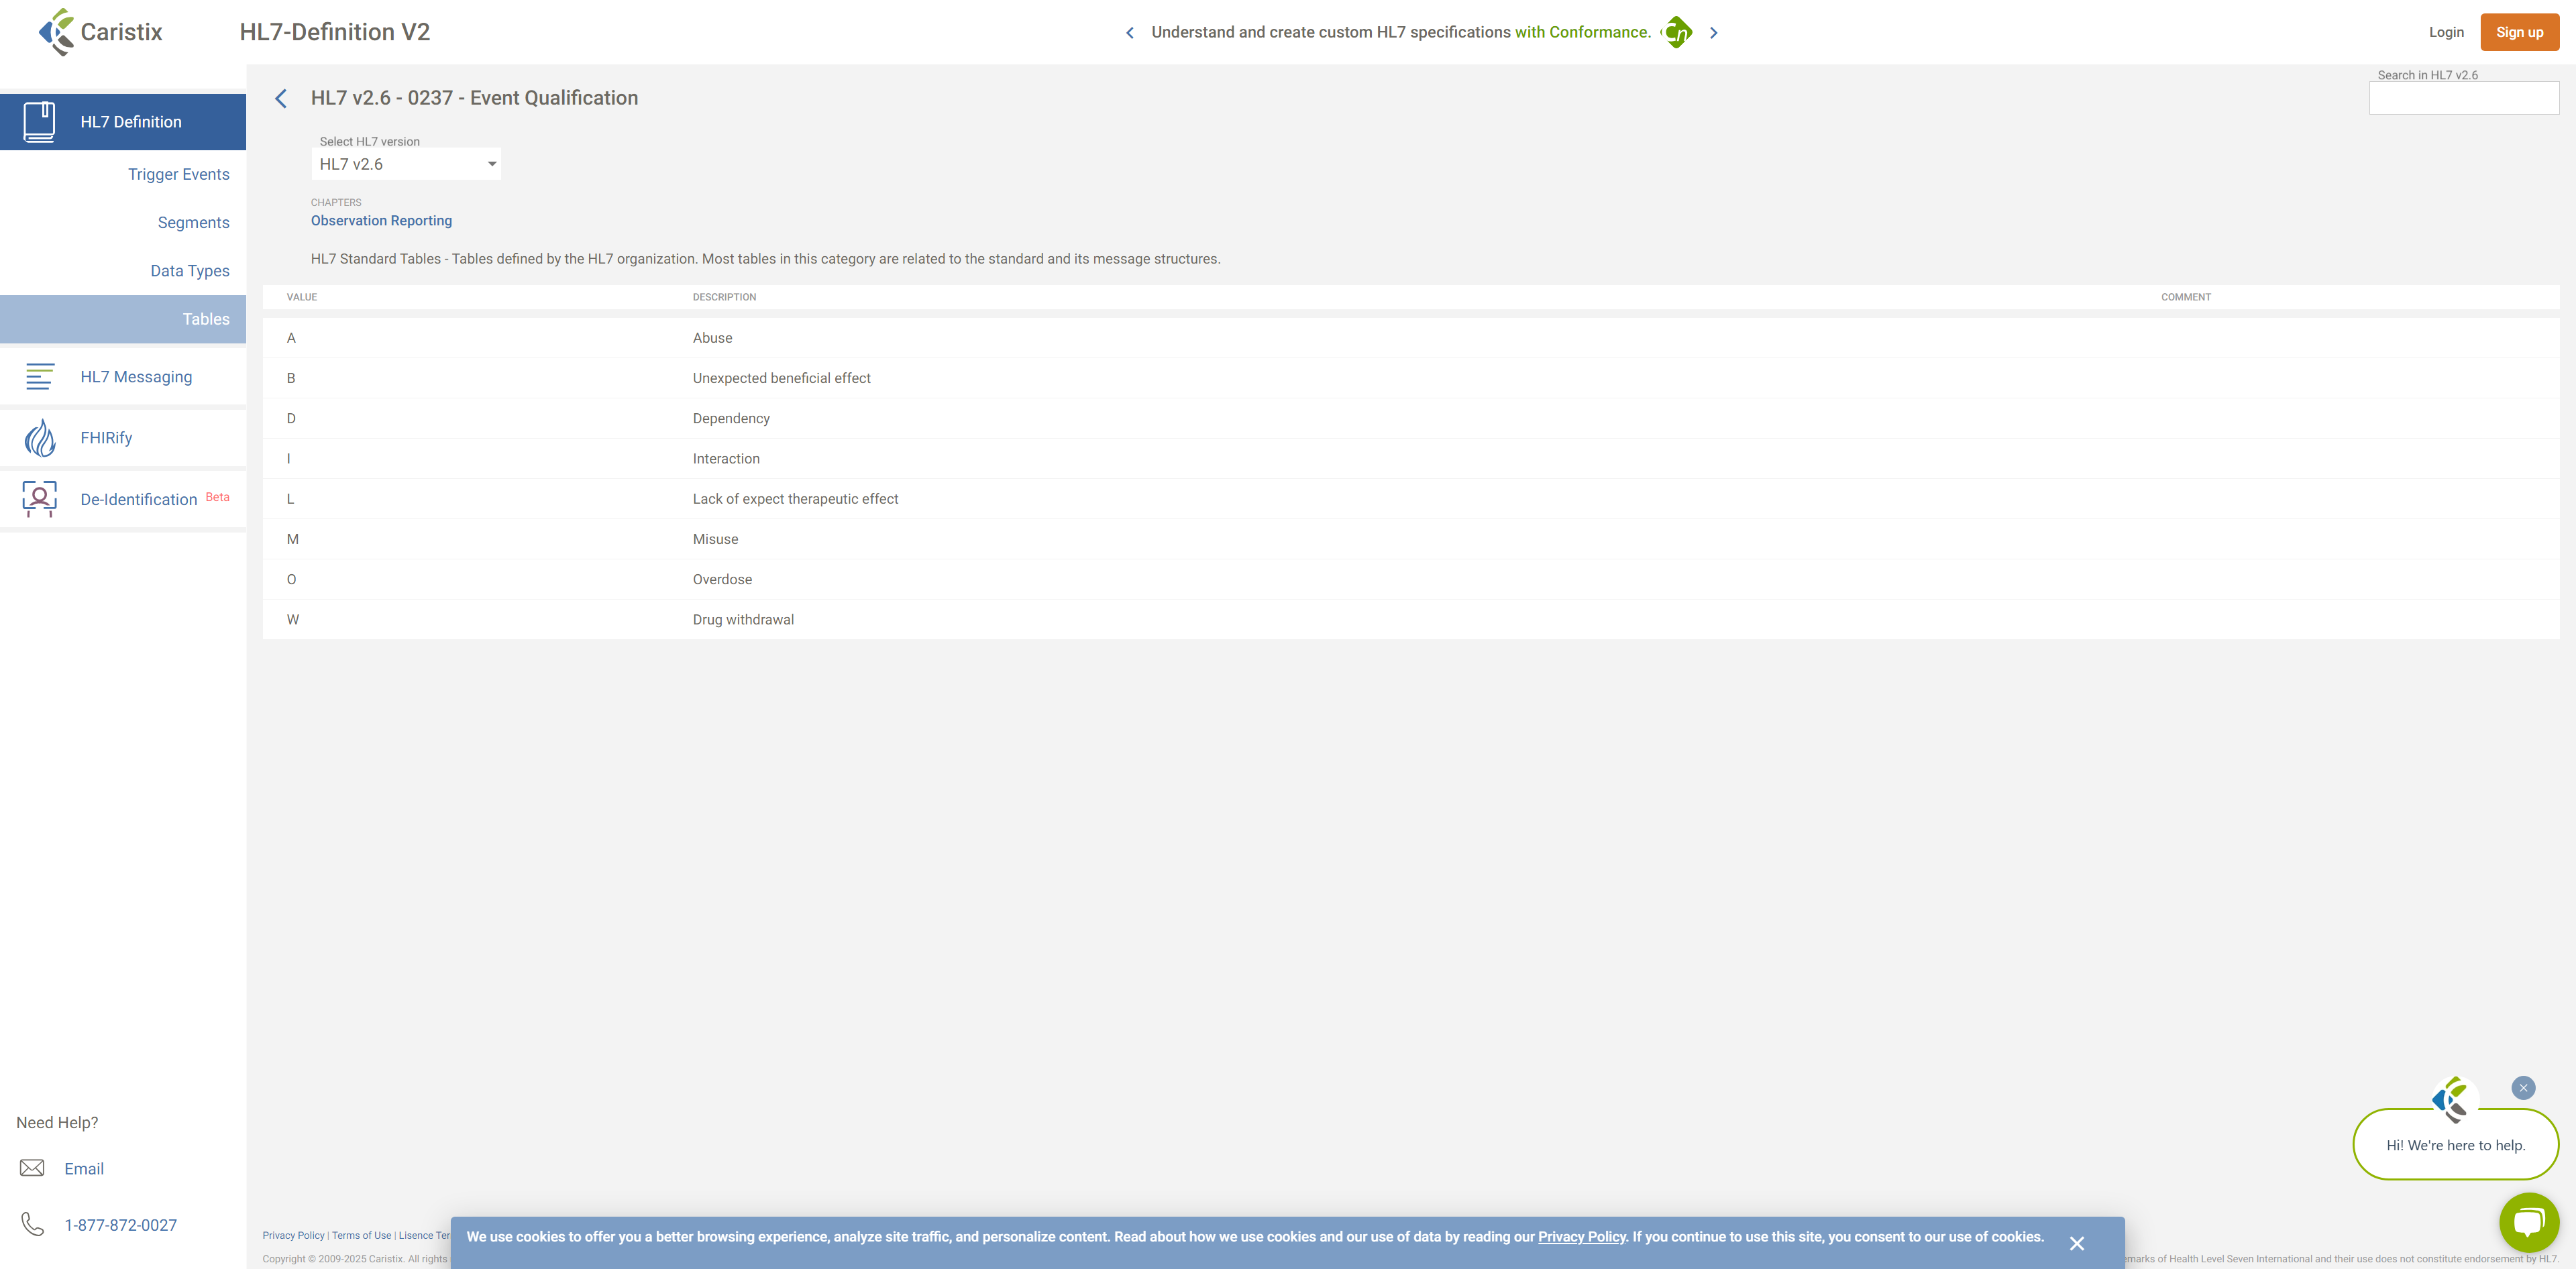 Caristix
HL7-Definition V2
Understand and create custom HL7 specifications with Conformance. Cn
Login
Sign up
HL7 Definition
Trigger Events
Segments
Data Types
Tables
HL7 Messaging
FHIRify
De-Identification Beta
Need Help?
Email
1-877-872-0027
HL7 v2.6 - 0237 - Event Qualification
Search in HL7 v2.6
Select HL7 version
HL7 v2.6
CHAPTERS
Observation Reporting
HL7 Standard Tables - Tables defined by the HL7 organization. Most tables in this category are related to the standard and its message structures.
VALUE DESCRIPTION COMMENT
A Abuse
B Unexpected beneficial effect
D Dependency
I Interaction
L Lack of expect therapeutic effect
M Misuse
O Overdose
W Drug withdrawal
Hi! We're here to help.
Privacy Policy | Terms of Use | Lisence Ter
We use cookies to offer you a better browsing experience, analyze site traffic, and personalize content. Read about how we use cookies and our use of data by reading our Privacy Policy. If you continue to use this site, you consent to our use of cookies.
Copyright © 2009-2025 Caristix. All rights
emarks of Health Level Seven International and their use does not constitute endorsement by HL7.